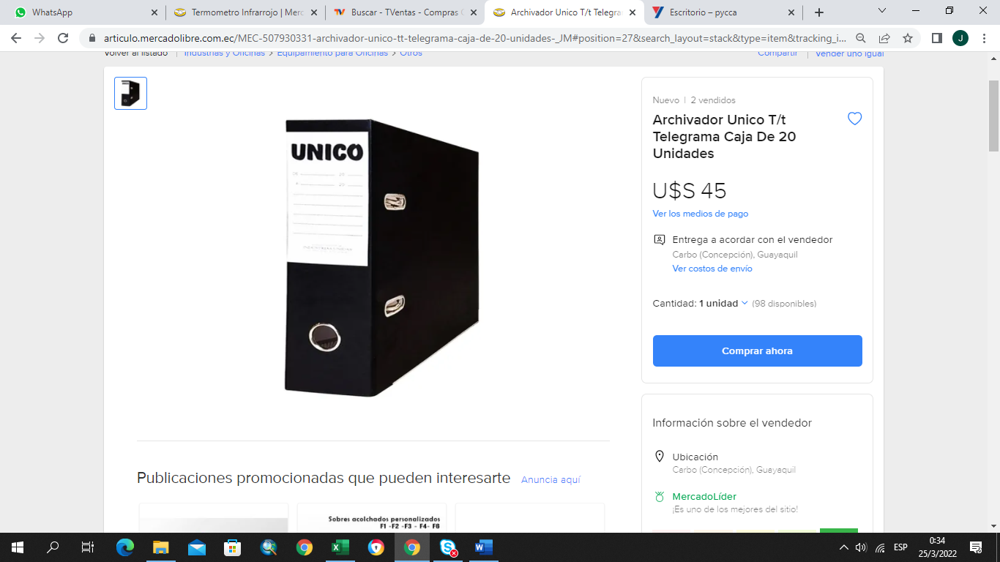 WhatsApp
Termometro Infrarrojo | Merc
Buscar - TVentas - Compras
Archivador Unico T/t Telegra
Escritorio – pycca
articulo.mercadolibre.com.ec/MEC-507930331-archivador-unico-tt-telegrama-caja-de-20-unidades-_JM#position=27&search_layout=stack&type=item&tracking_i...
J
Volver al listado | Industrias y Oficinas > Equipamiento para Oficinas > Otros
Compartir | Vender uno igual
UNICO
Nuevo | 2 vendidos
Archivador Unico T/t
Telegrama Caja De 20
Unidades
U$S 45
Ver los medios de pago
Entrega a acordar con el vendedor
Carbo (Concepción), Guayaquil
Ver costos de envío
Cantidad: 1 unidad (98 disponibles)
Comprar ahora
Información sobre el vendedor
Ubicación
Carbo (Concepción), Guayaquil
MercadoLíder
¡Es uno de los mejores del sitio!
Publicaciones promocionadas que pueden interesarte Anuncia aquí
Sobres acolchados personalizados
F1 -F2 -F3 - F4- F6
ESP
0:34
25/3/2022